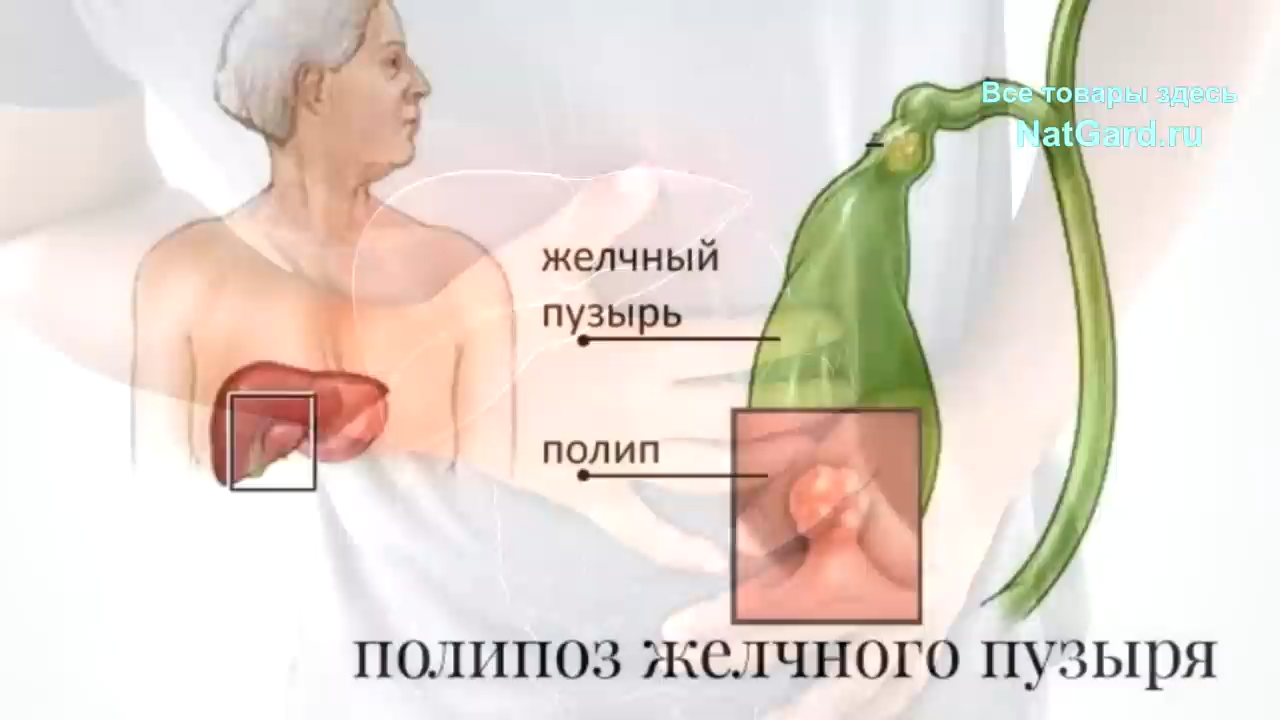 Все товары здесь
NatGard.ru
желчный
пузырь
полип
полипоз желчного пузыря